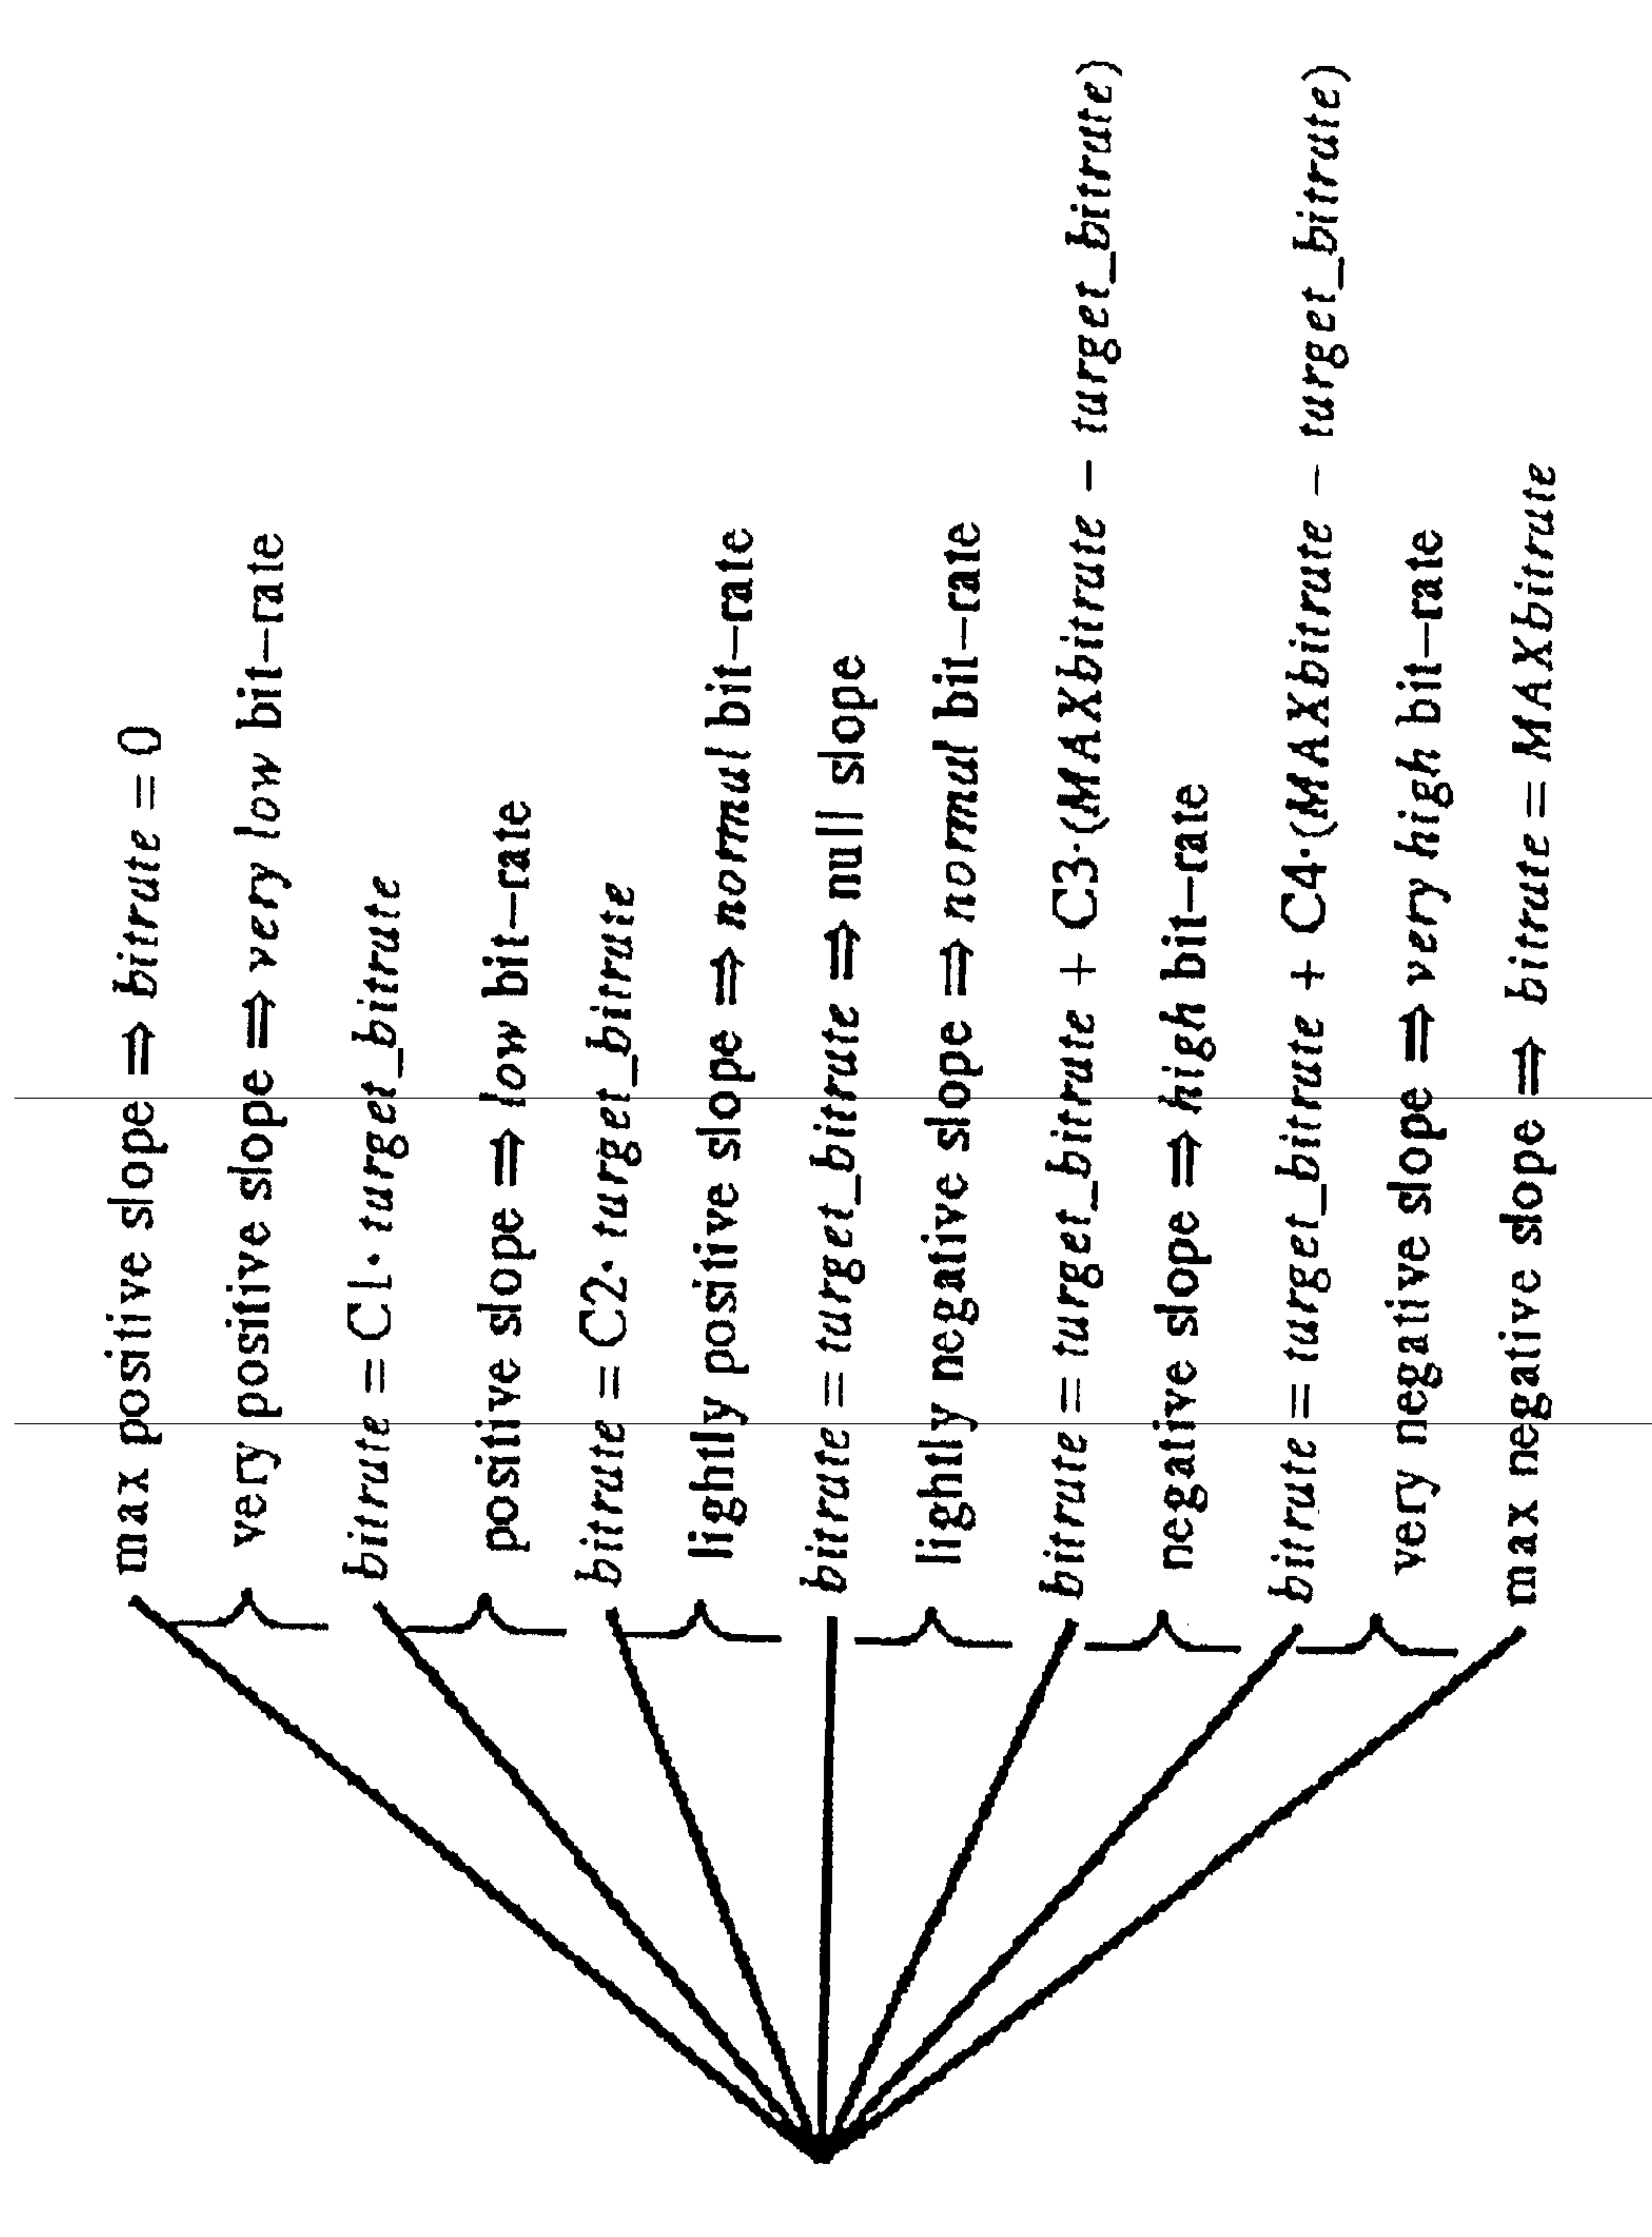 max positive slope ⇒ bitrate = 0
very positive slope ⇒ very low bit–rate
bitrate = C1· target_bitrate
positive slope ⇒ low bit–rate
bitrate = C2· target_bitrate
lightly positive slope ⇒ normal bit–rate
bitrate = target_bitrate ⇒ null slope
lightly negative slope ⇒ normal bit–rate
bitrate = target_bitrate + C3·(MAXbitrate − target_bitrate)
negative slope ⇒ high bit–rate
bitrate = target_bitrate + C4·(MAXbitrate − target_bitrate)
very negative slope ⇒ very high bit–rate
max negative slope ⇒ bitrate = MAXbitrate